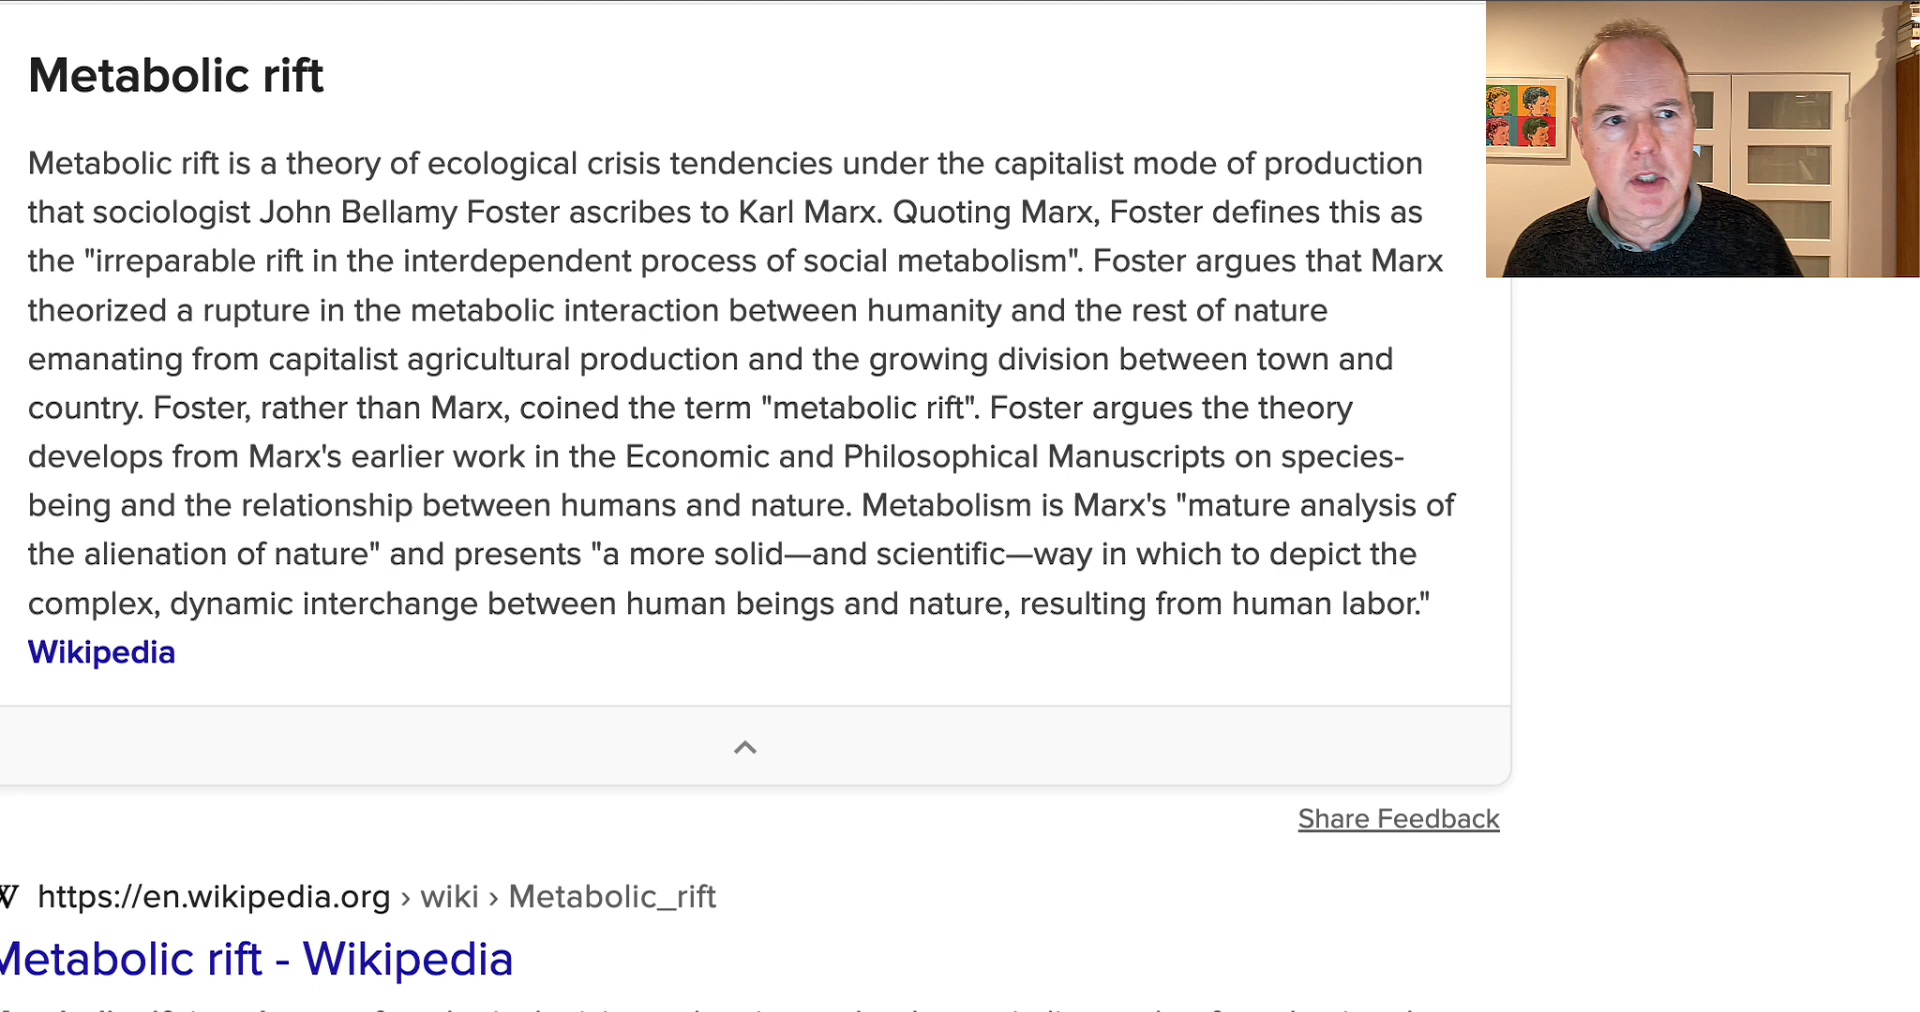 Metabolic rift
Metabolic rift is a theory of ecological crisis tendencies under the capitalist mode of production
that sociologist John Bellamy Foster ascribes to Karl Marx. Quoting Marx, Foster defines this as
the "irreparable rift in the interdependent process of social metabolism". Foster argues that Marx
theorized a rupture in the metabolic interaction between humanity and the rest of nature
emanating from capitalist agricultural production and the growing division between town and
country. Foster, rather than Marx, coined the term "metabolic rift". Foster argues the theory
develops from Marx's earlier work in the Economic and Philosophical Manuscripts on species-
being and the relationship between humans and nature. Metabolism is Marx's "mature analysis of
the alienation of nature" and presents "a more solid—and scientific—way in which to depict the
complex, dynamic interchange between human beings and nature, resulting from human labor."
Wikipedia
Share Feedback
W https://en.wikipedia.org › wiki › Metabolic_rift
Metabolic rift - Wikipedia